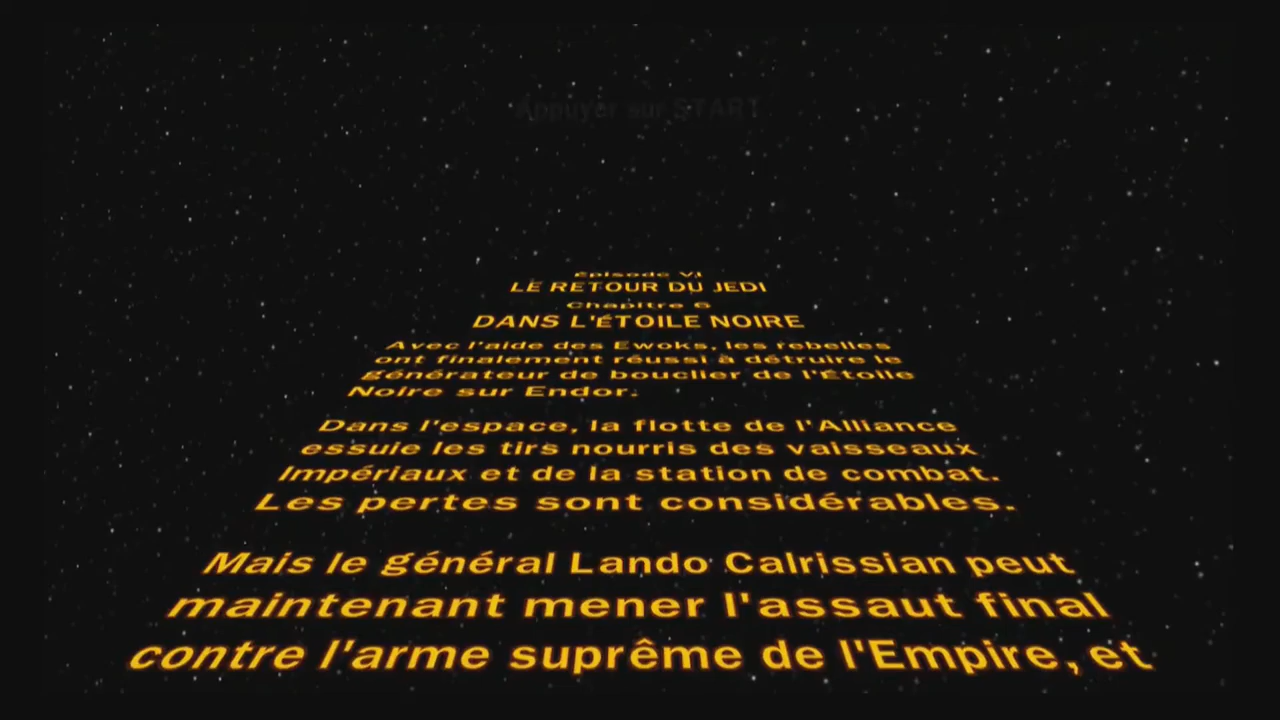 Appuyer sur START
Épisode VI
LE RETOUR DU JEDI
Chapitre 6
DANS L'ÉTOILE NOIRE
Avec l'aide des Ewoks, les rebelles
ont finalement réussi à détruire le
générateur de bouclier de l'Étoile
Noire sur Endor.
Dans l'espace, la flotte de l'Alliance
essuie les tirs nourris des vaisseaux
Impériaux et de la station de combat.
Les pertes sont considérables.
Mais le général Lando Calrissian peut
maintenant mener l'assaut final
contre l'arme suprême de l'Empire, et